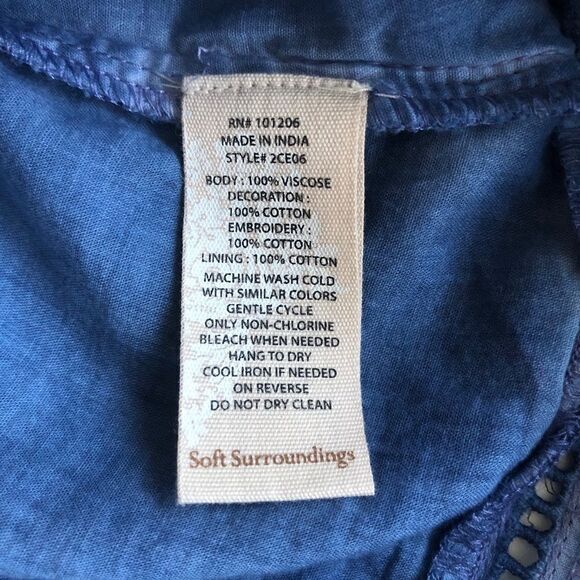 RN# 101206
MADE IN INDIA
STYLE# 2CE06
BODY : 100% VISCOSE
DECORATION :
100% COTTON
EMBROIDERY :
100% COTTON
LINING : 100% COTTON
MACHINE WASH COLD
WITH SIMILAR COLORS
GENTLE CYCLE
ONLY NON-CHLORINE
BLEACH WHEN NEEDED
HANG TO DRY
COOL IRON IF NEEDED
ON REVERSE
DO NOT DRY CLEAN
Soft Surroundings